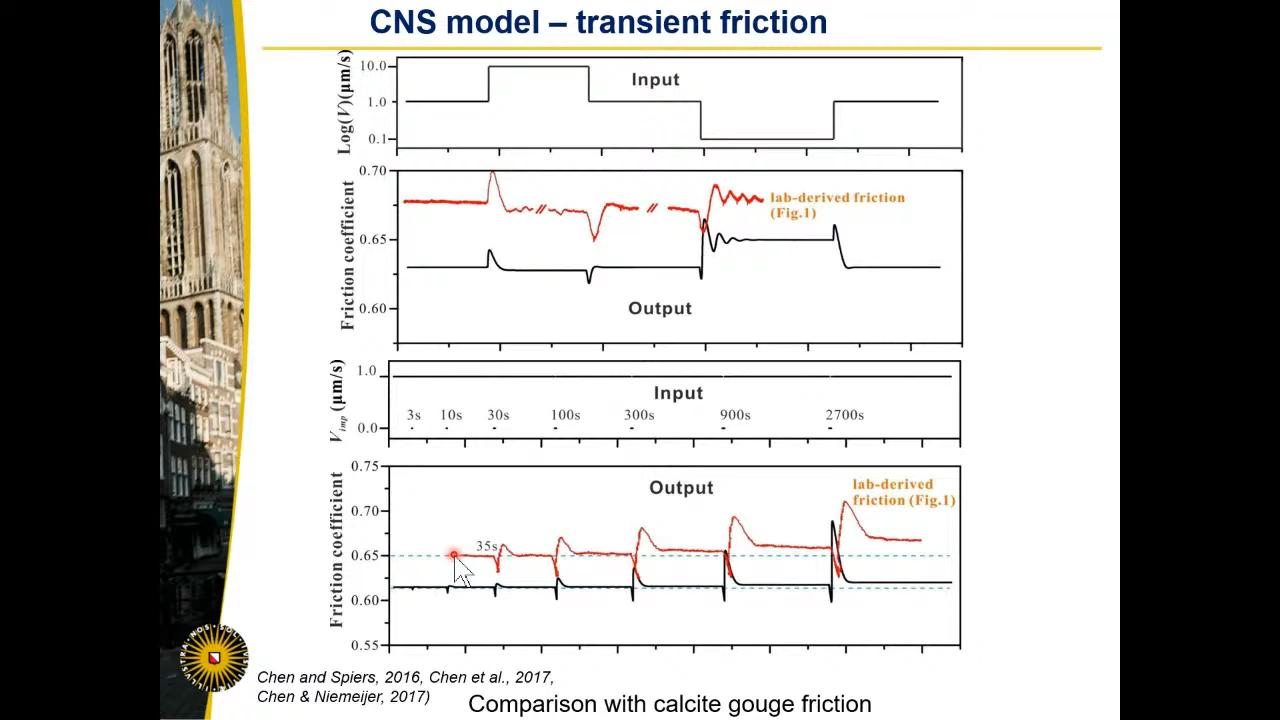 CNS model – transient friction
Log(V)(μm/s)
10.0
1.0
0.1
Input
Friction coefficient
0.70
0.65
0.60
lab-derived friction
(Fig.1)
Output
V_imp (μm/s)
1.0
0.0
Input
3s 10s 30s 100s 300s 900s 2700s
Friction coefficient
0.75
0.70
0.65
0.60
0.55
Output
lab-derived
friction (Fig.1)
35s
Chen and Spiers, 2016, Chen et al., 2017,
Chen & Niemeijer, 2017)
Comparison with calcite gouge friction